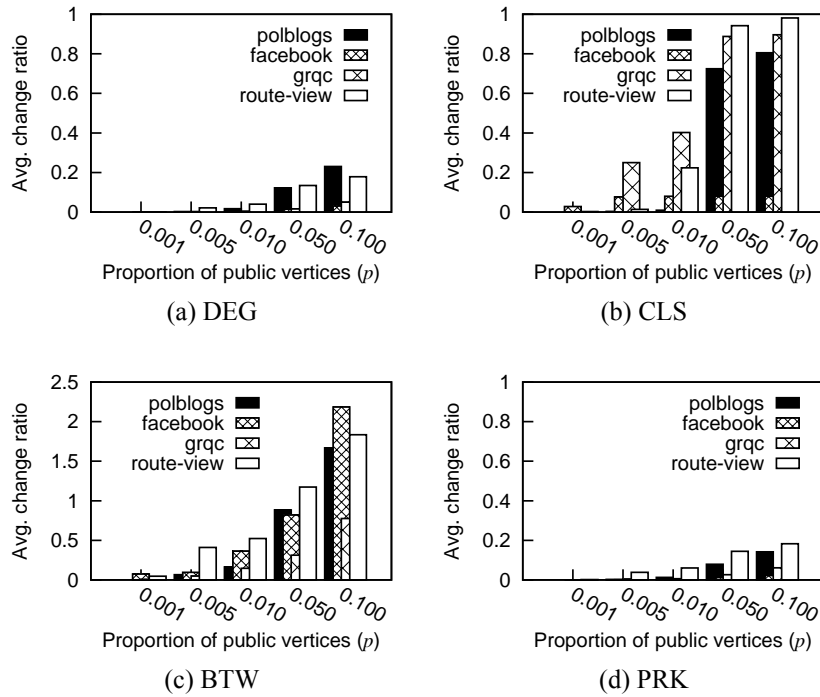 1
0.8
0.6
0.4
0.2
0
Avg. change ratio
polblogs
facebook
grqc
route-view
0.001
0.005
0.010
0.050
0.100
Proportion of public vertices (p)
(a) DEG
1
0.8
0.6
0.4
0.2
0
Avg. change ratio
polblogs
facebook
grqc
route-view
0.001
0.005
0.010
0.050
0.100
Proportion of public vertices (p)
(b) CLS
2.5
2
1.5
1
0.5
0
Avg. change ratio
polblogs
facebook
grqc
route-view
0.001
0.005
0.010
0.050
0.100
Proportion of public vertices (p)
(c) BTW
1
0.8
0.6
0.4
0.2
0
Avg. change ratio
polblogs
facebook
grqc
route-view
0.001
0.005
0.010
0.050
0.100
Proportion of public vertices (p)
(d) PRK